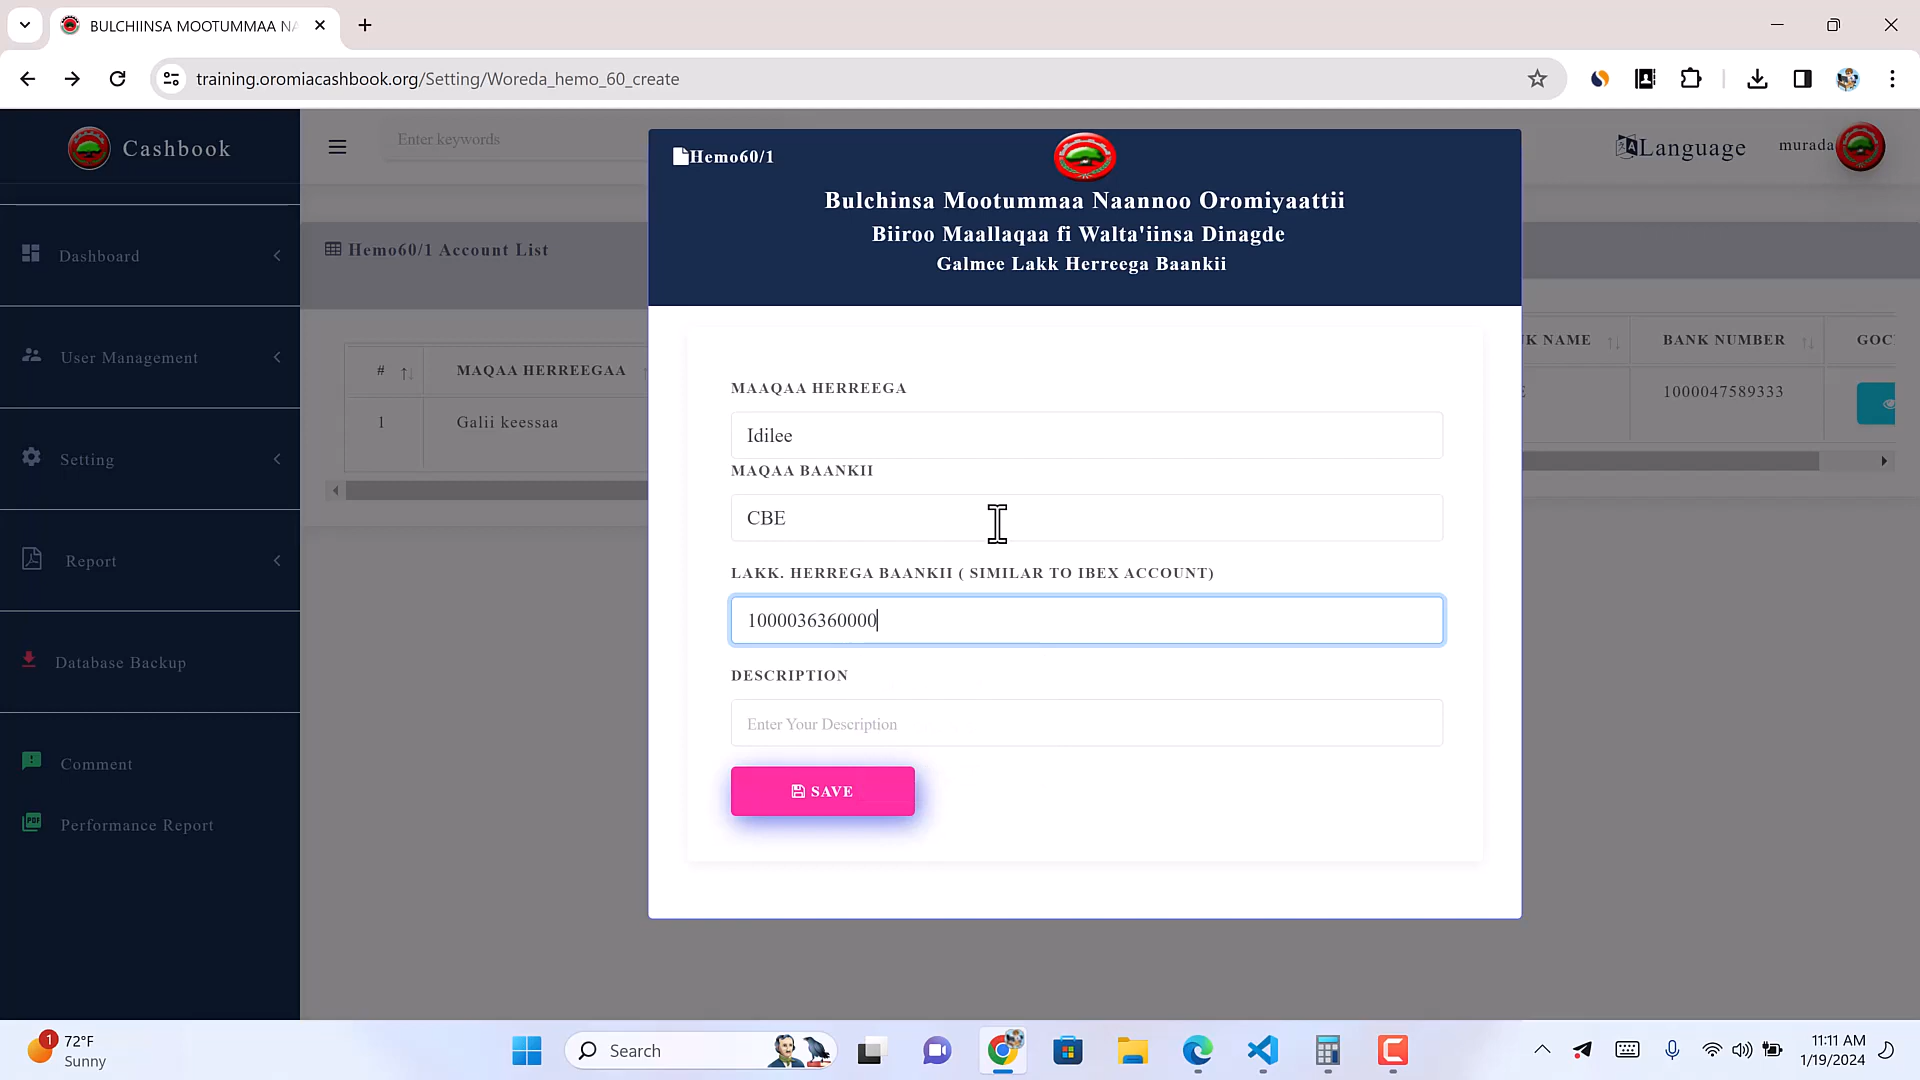 BULCHIINSA MOOTUMMAA NA
training.oromiacashbook.org/Setting/Woreda_hemo_60_create
Cashbook
Enter keywords
Language
murada
Dashboard
User Management
Setting
Report
Database Backup
Comment
Performance Report
Hemo60/1 Account List
# MAQAA HERREEGAA
1 Galii keessaa
K NAME BANK NUMBER GOC
1000047589333
Hemo60/1
Bulchinsa Mootummaa Naannoo Oromiyaattii
Biiroo Maallaqaa fi Walta'iinsa Dinagde
Galmee Lakk Herreega Baankii
MAAQAA HERREEGA
Idilee
MAQAA BAANKII
CBE
LAKK. HERREGA BAANKII ( SIMILAR TO IBEX ACCOUNT)
1000036360000
DESCRIPTION
Enter Your Description
SAVE
1
72°F
Sunny
Search
11:11 AM
1/19/2024